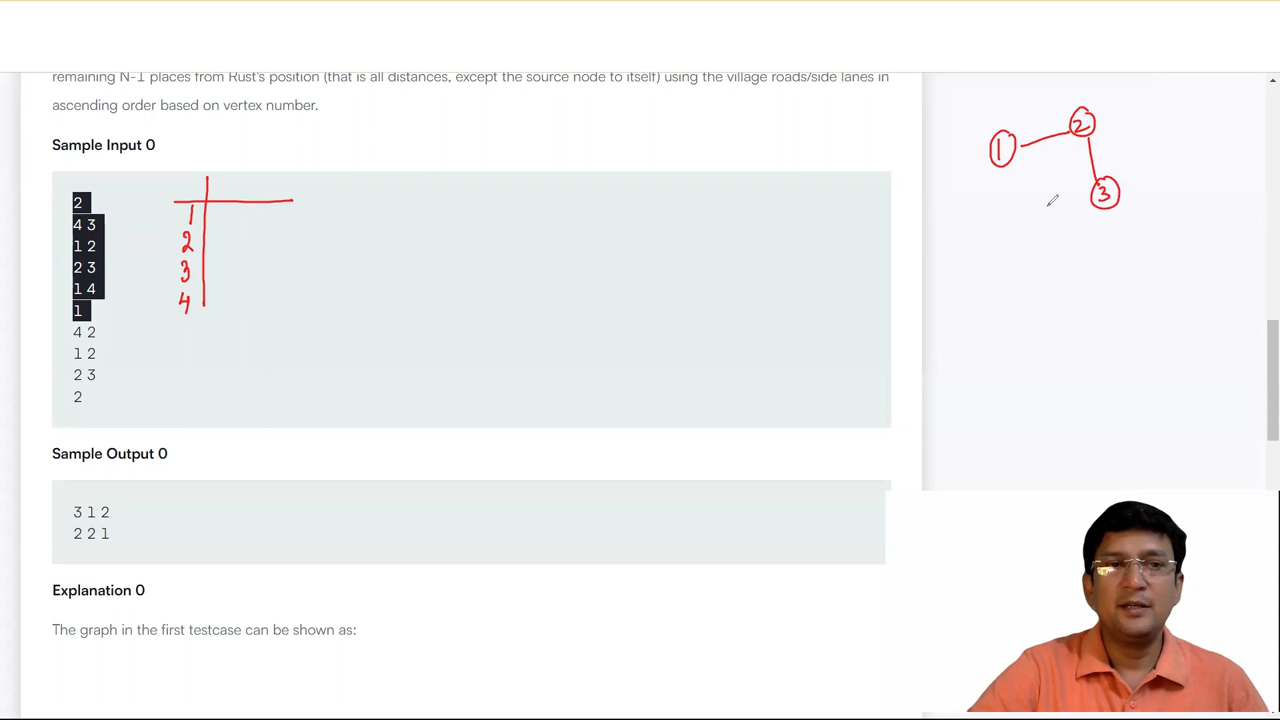 remaining N-1 places from Rust's position (that is all distances, except the source node to itself) using the village roads/side lanes in
ascending order based on vertex number.
Sample Input 0
2
4 3
1 2
2 3
1 4
1
4 2
1 2
2 3
2
1
2
3
4
1
2
3
Sample Output 0
3 1 2
2 2 1
Explanation 0
The graph in the first testcase can be shown as: